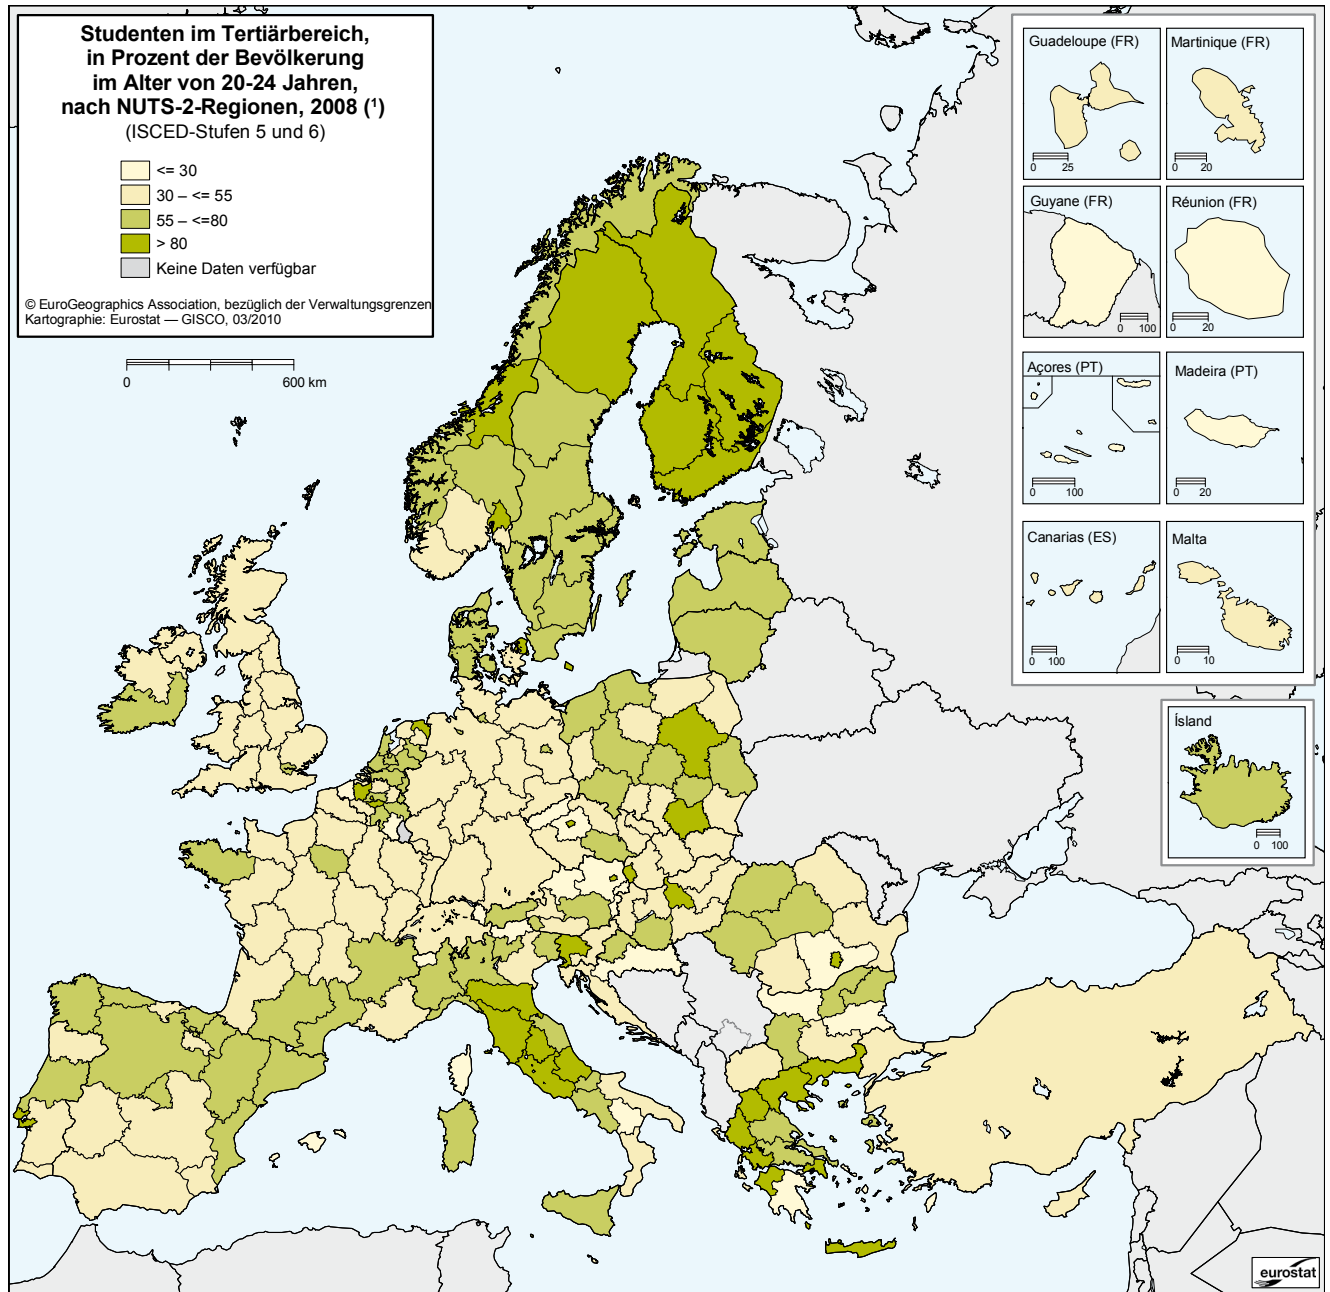 Studenten im Tertiärbereich,
in Prozent der Bevölkerung
im Alter von 20-24 Jahren,
nach NUTS-2-Regionen, 2008 (¹)
(ISCED-Stufen 5 und 6)
<= 30
30 – <= 55
55 – <=80
> 80
Keine Daten verfügbar
© EuroGeographics Association, bezüglich der Verwaltungsgrenzen
Kartographie: Eurostat — GISCO, 03/2010
0 600 km
Guadeloupe (FR)
0 25
Martinique (FR)
0 20
Guyane (FR)
0 100
Réunion (FR)
0 20
Açores (PT)
0 100
Madeira (PT)
0 20
Canarias (ES)
0 100
Malta
0 10
Ísland
0 100
eurostat